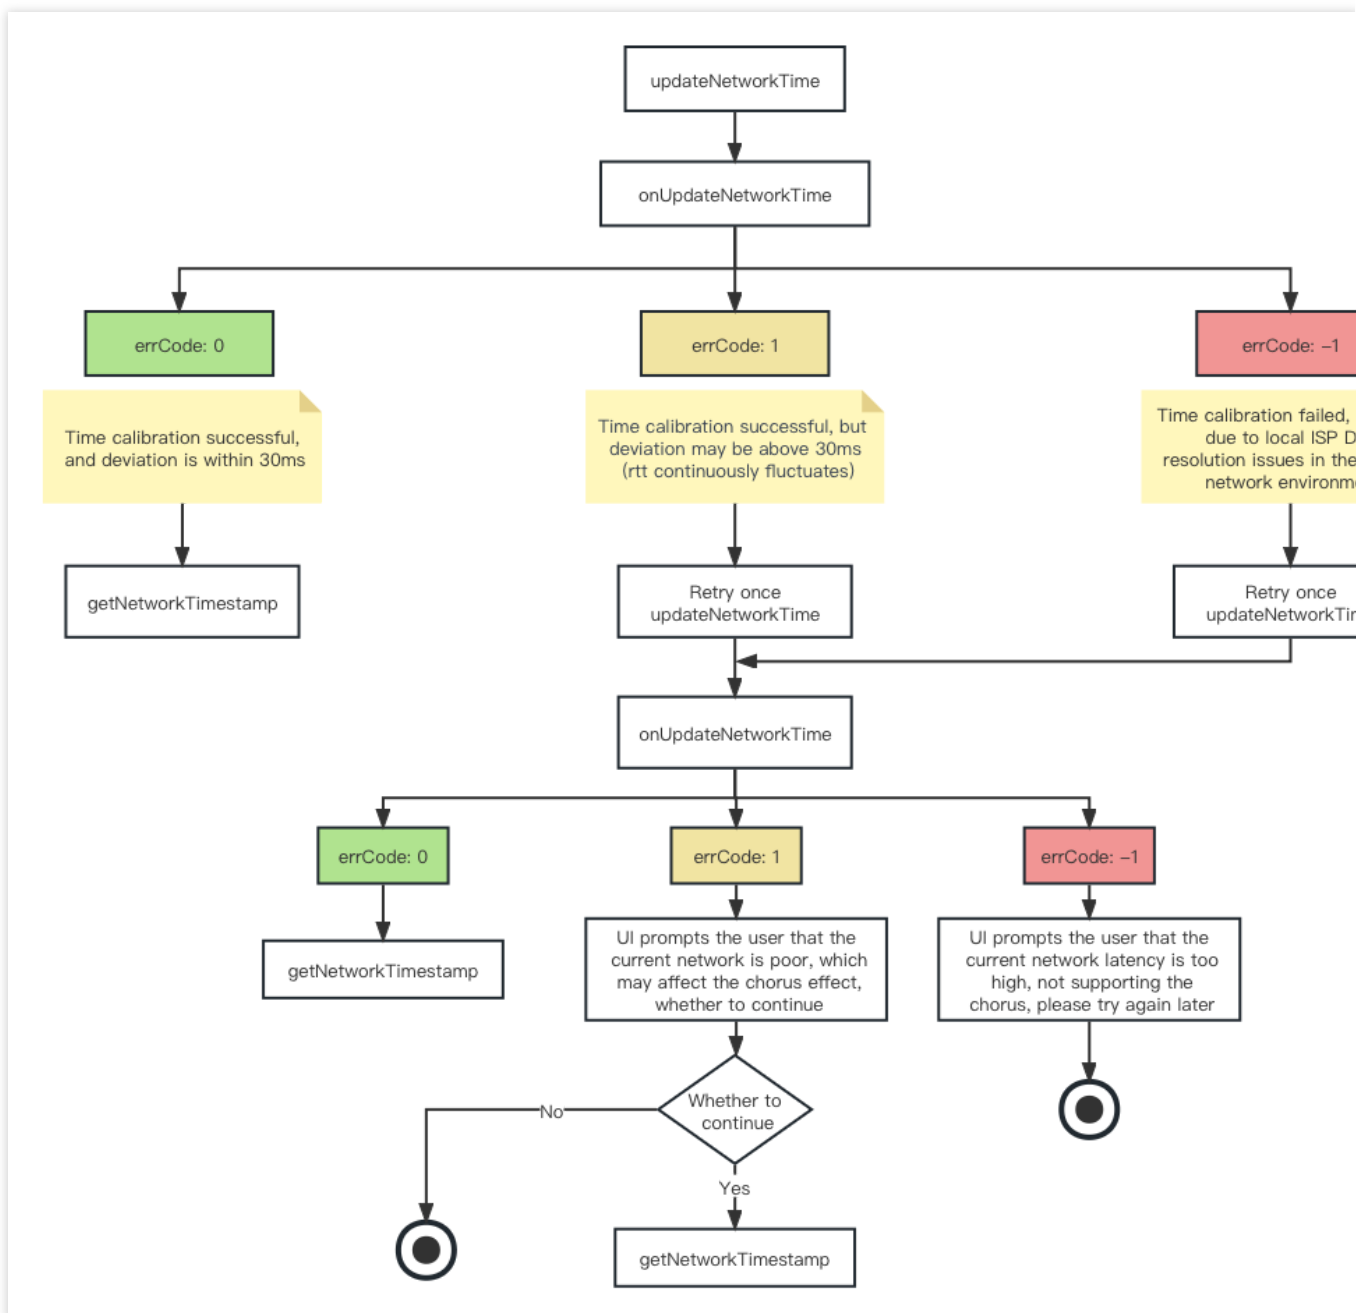 updateNetworkTime
onUpdateNetworkTime
errCode: 0
errCode: 1
errCode: –1
Time calibration successful,
and deviation is within 30ms
Time calibration successful, but
deviation may be above 30ms
(rtt continuously fluctuates)
Time calibration failed,
due to local ISP
resolution issues in the
network
getNetworkTimestamp
Retry once
updateNetworkTime
Retry once
onUpdateNetworkTime
errCode: 0
errCode: 1
errCode: –1
getNetworkTimestamp
UI prompts the user that the
current network is poor, which
may affect the chorus effect,
whether to continue
UI prompts the user that the
current network latency is too
high, not supporting the
chorus, please try again later
Whether to
continue
No
Yes
getNetworkTimestamp